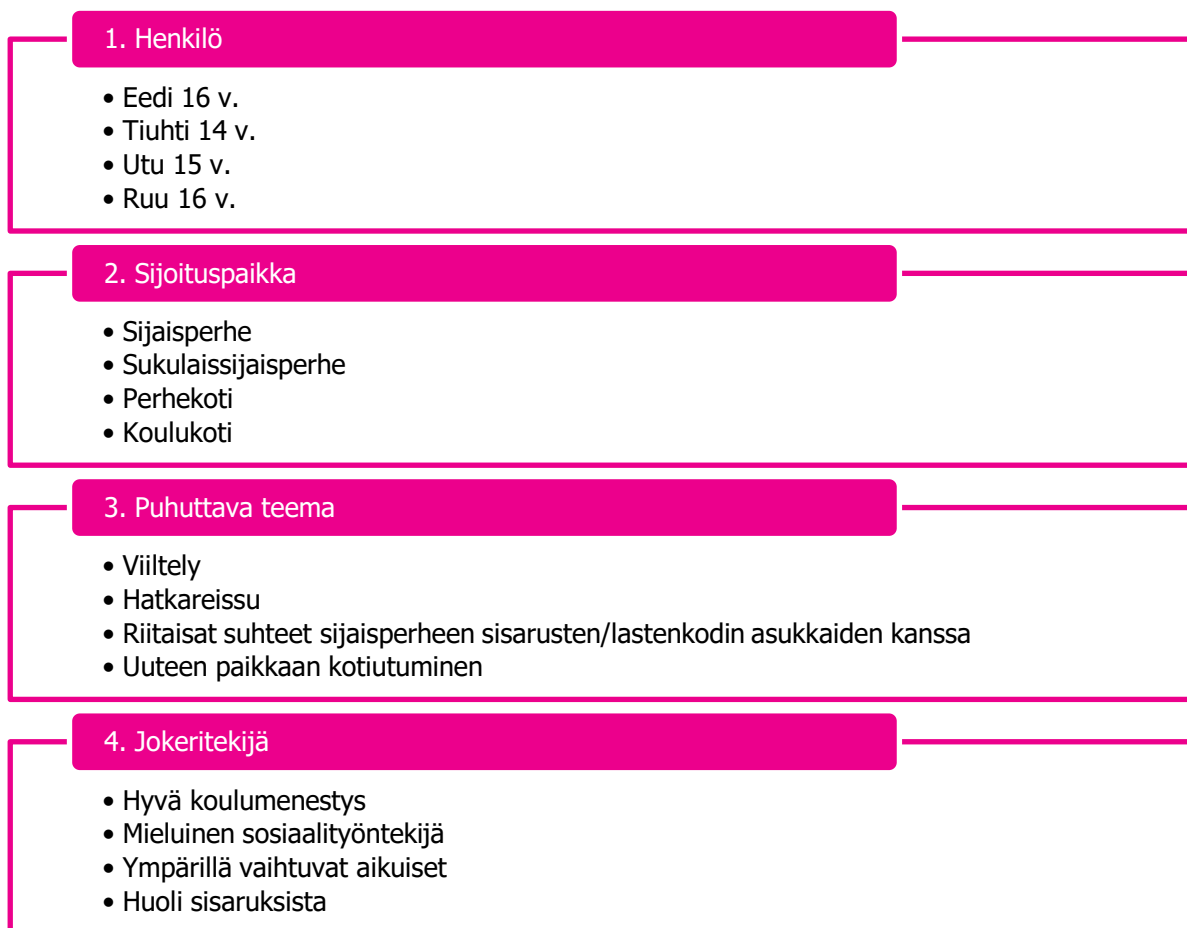 1. Henkilö
• Eedi 16 v.
• Tiuhti 14 v.
• Utu 15 v.
• Ruu 16 v.
2. Sijoituspaikka
• Sijaisperhe
• Sukulaissijaisperhe
• Perhekoti
• Koulukoti
3. Puhuttava teema
• Viiltely
• Hatkareissu
• Riitaisat suhteet sijaisperheen sisarusten/lastenkodin asukkaiden kanssa
• Uuteen paikkaan kotiutuminen
4. Jokeritekijä
• Hyvä koulumenestys
• Mieluinen sosiaalityöntekijä
• Ympärillä vaihtuvat aikuiset
• Huoli sisaruksista